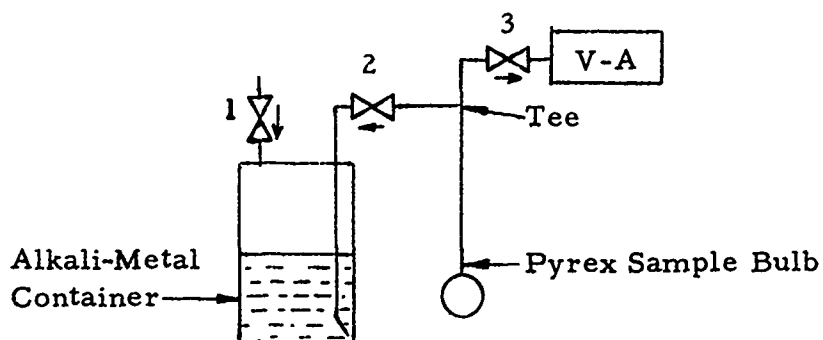 3
V-A
2
1
Tee
Alkali-Metal
Container
Pyrex Sample Bulb